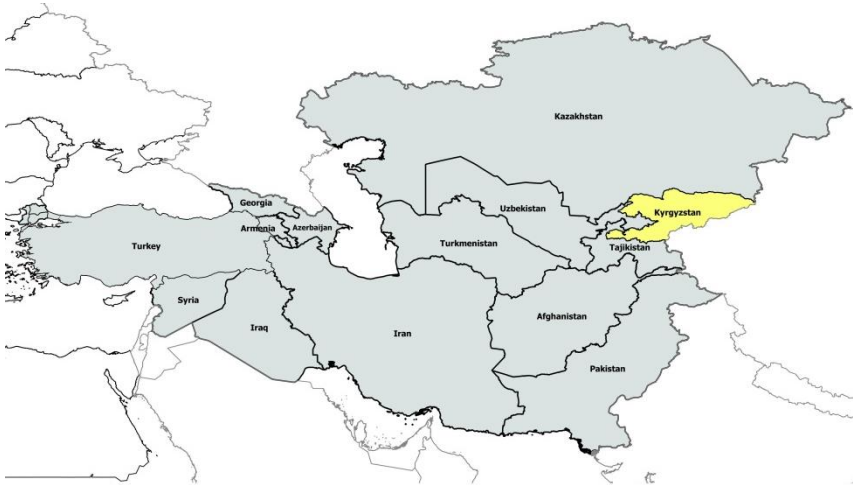 Kazakhstan
Georgia
Uzbekistan
Kyrgyzstan
Armenia
Azerbaijan
Turkey
Turkmenistan
Tajikistan
Syria
Iraq
Iran
Afghanistan
Pakistan